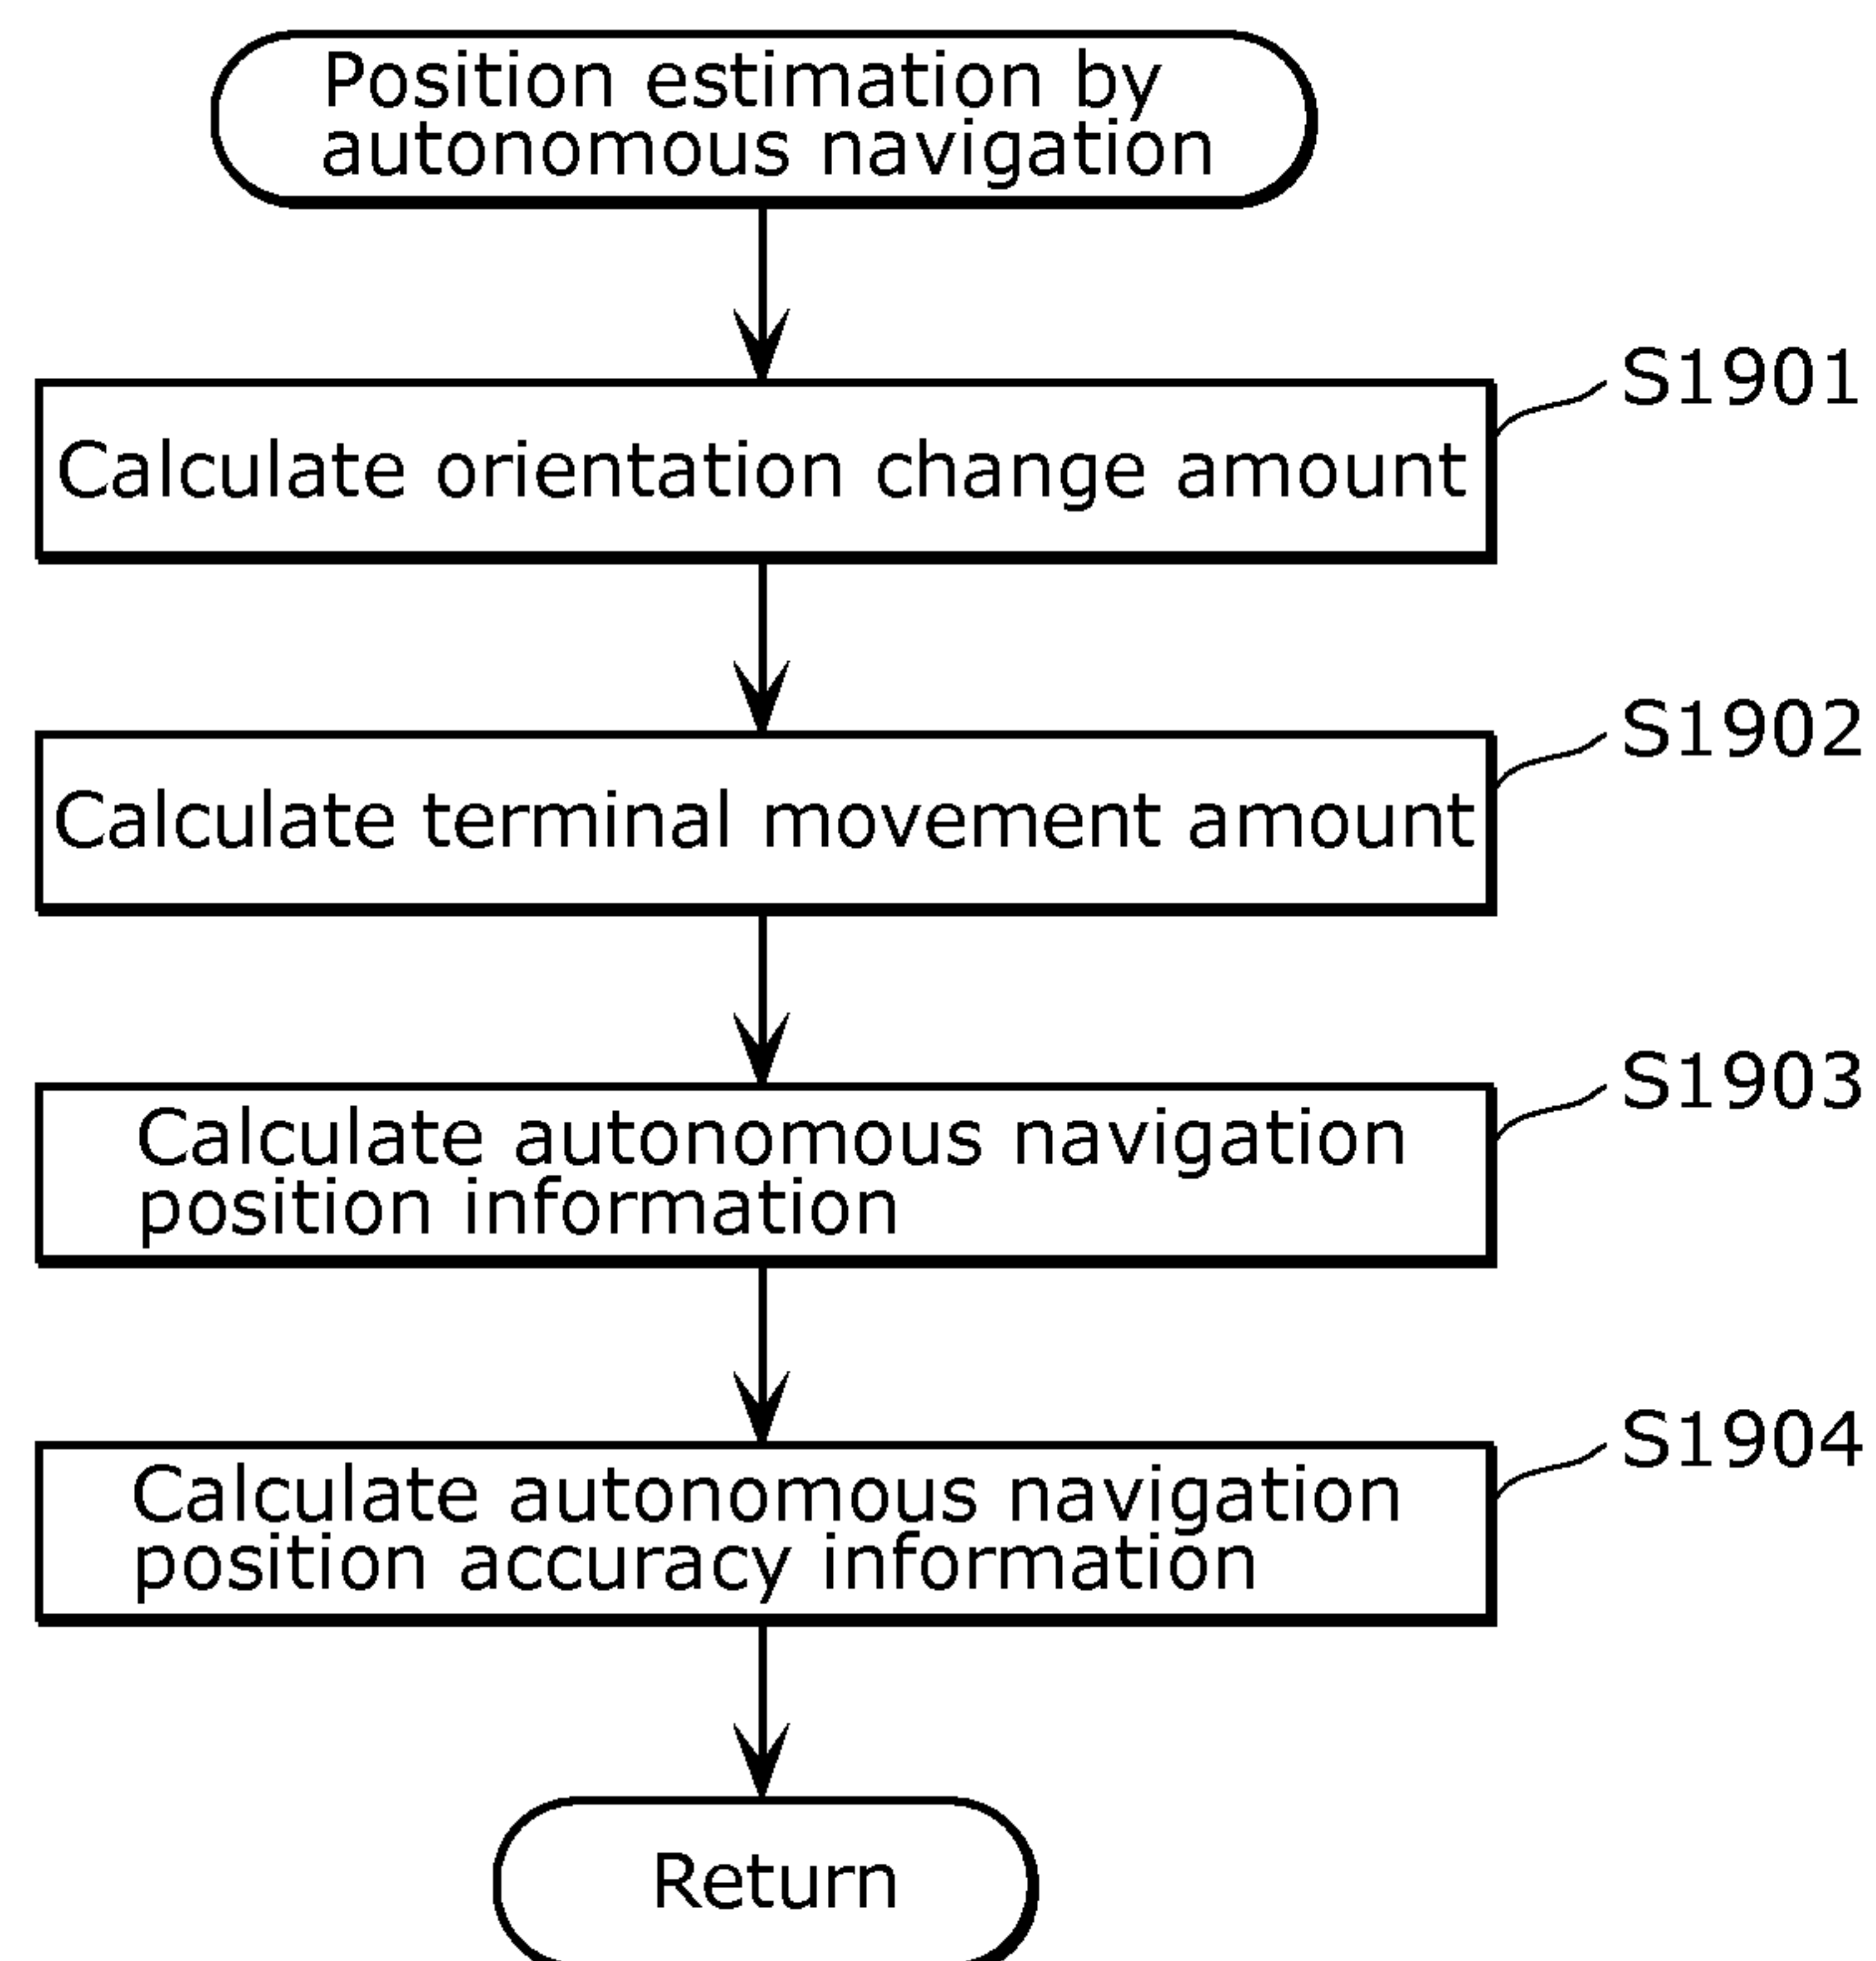 Position estimation by
autonomous navigation
S1901
Calculate orientation change amount
S1902
Calculate terminal movement amount
S1903
Calculate autonomous navigation
position information
S1904
Calculate autonomous navigation
position accuracy information
Return